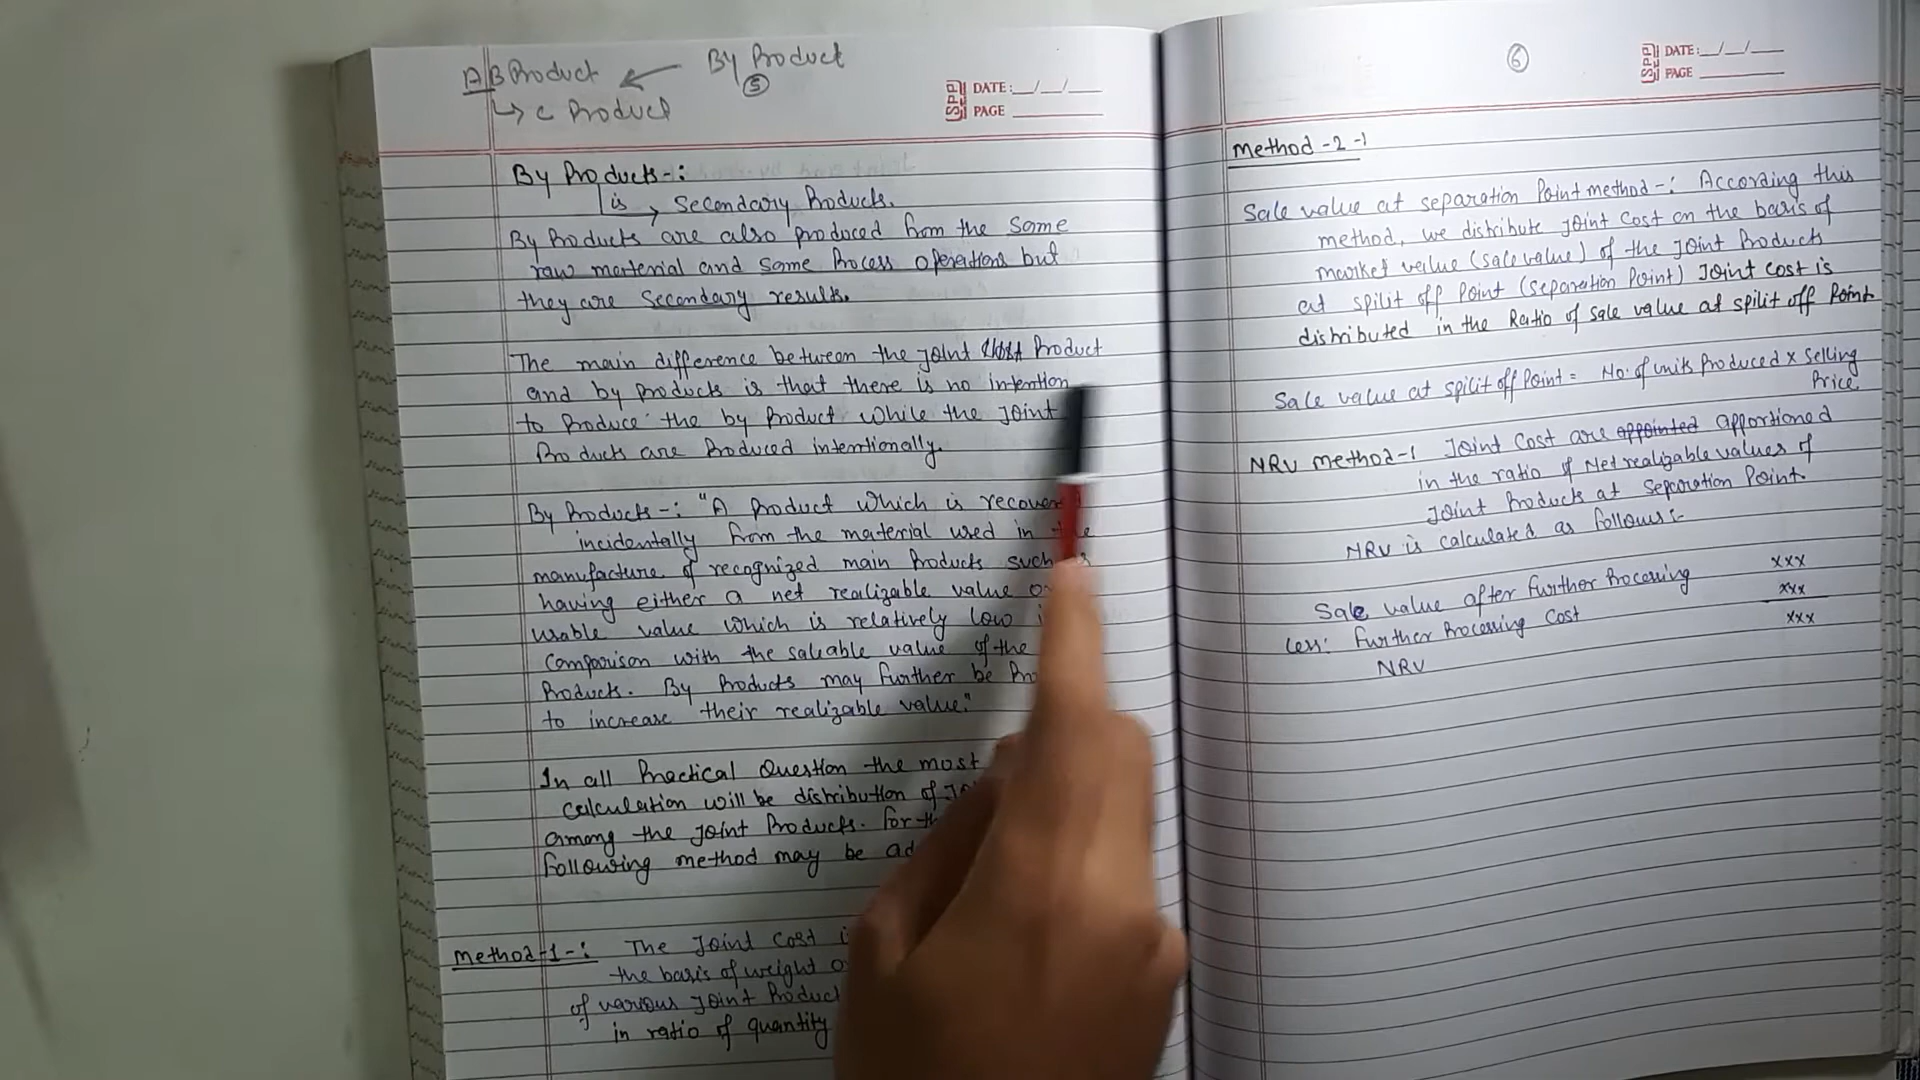 By Product
AB Product ←
5
↳ C Product
DATE: __/__/____
PAGE
By Products-:
is → Secondary Products.
By Products are also produced from the same
raw material and same Process operations but
they are Secondary results.
The main difference between the joint Product
and by products is that there is no intention
to Produce the by Product while the Joint
Products are Produced intentionally.
By Products-: "A Product which is
incidentally from the material used in
manufacture of recognized main Products such
having either a net realizable value
usable value which is relatively low
Comparison with the saleable value of the
Products. By Products may further be
to increase their realizable value."
In all Practical Question the most
calculation will be distribution of
among the joint Products. For
following method may be
Method-1-: The Joint Cost
the basis of weight
of various Joint
in ratio of quantity
6
DATE: __/__/____
PAGE
Method-2-1
Sale value at separation Point method-: According this
method, we distribute joint cost on the basis of
market value (sale value) of the Joint Products
at spilit off Point (separation Point) Joint cost is
distributed in the Ratio of sale value at spilit off Point
Sale value at spilit off Point = No. of units Produced x Selling
Price
NRV method-1 Joint Cost are appointed apportioned
in the ratio of Net realizable values of
Joint Products at Separation Point.
NRV is calculated as follows:-
Sale value after further Processing xxx
Less: Further Processing Cost xxx
NRV xxx